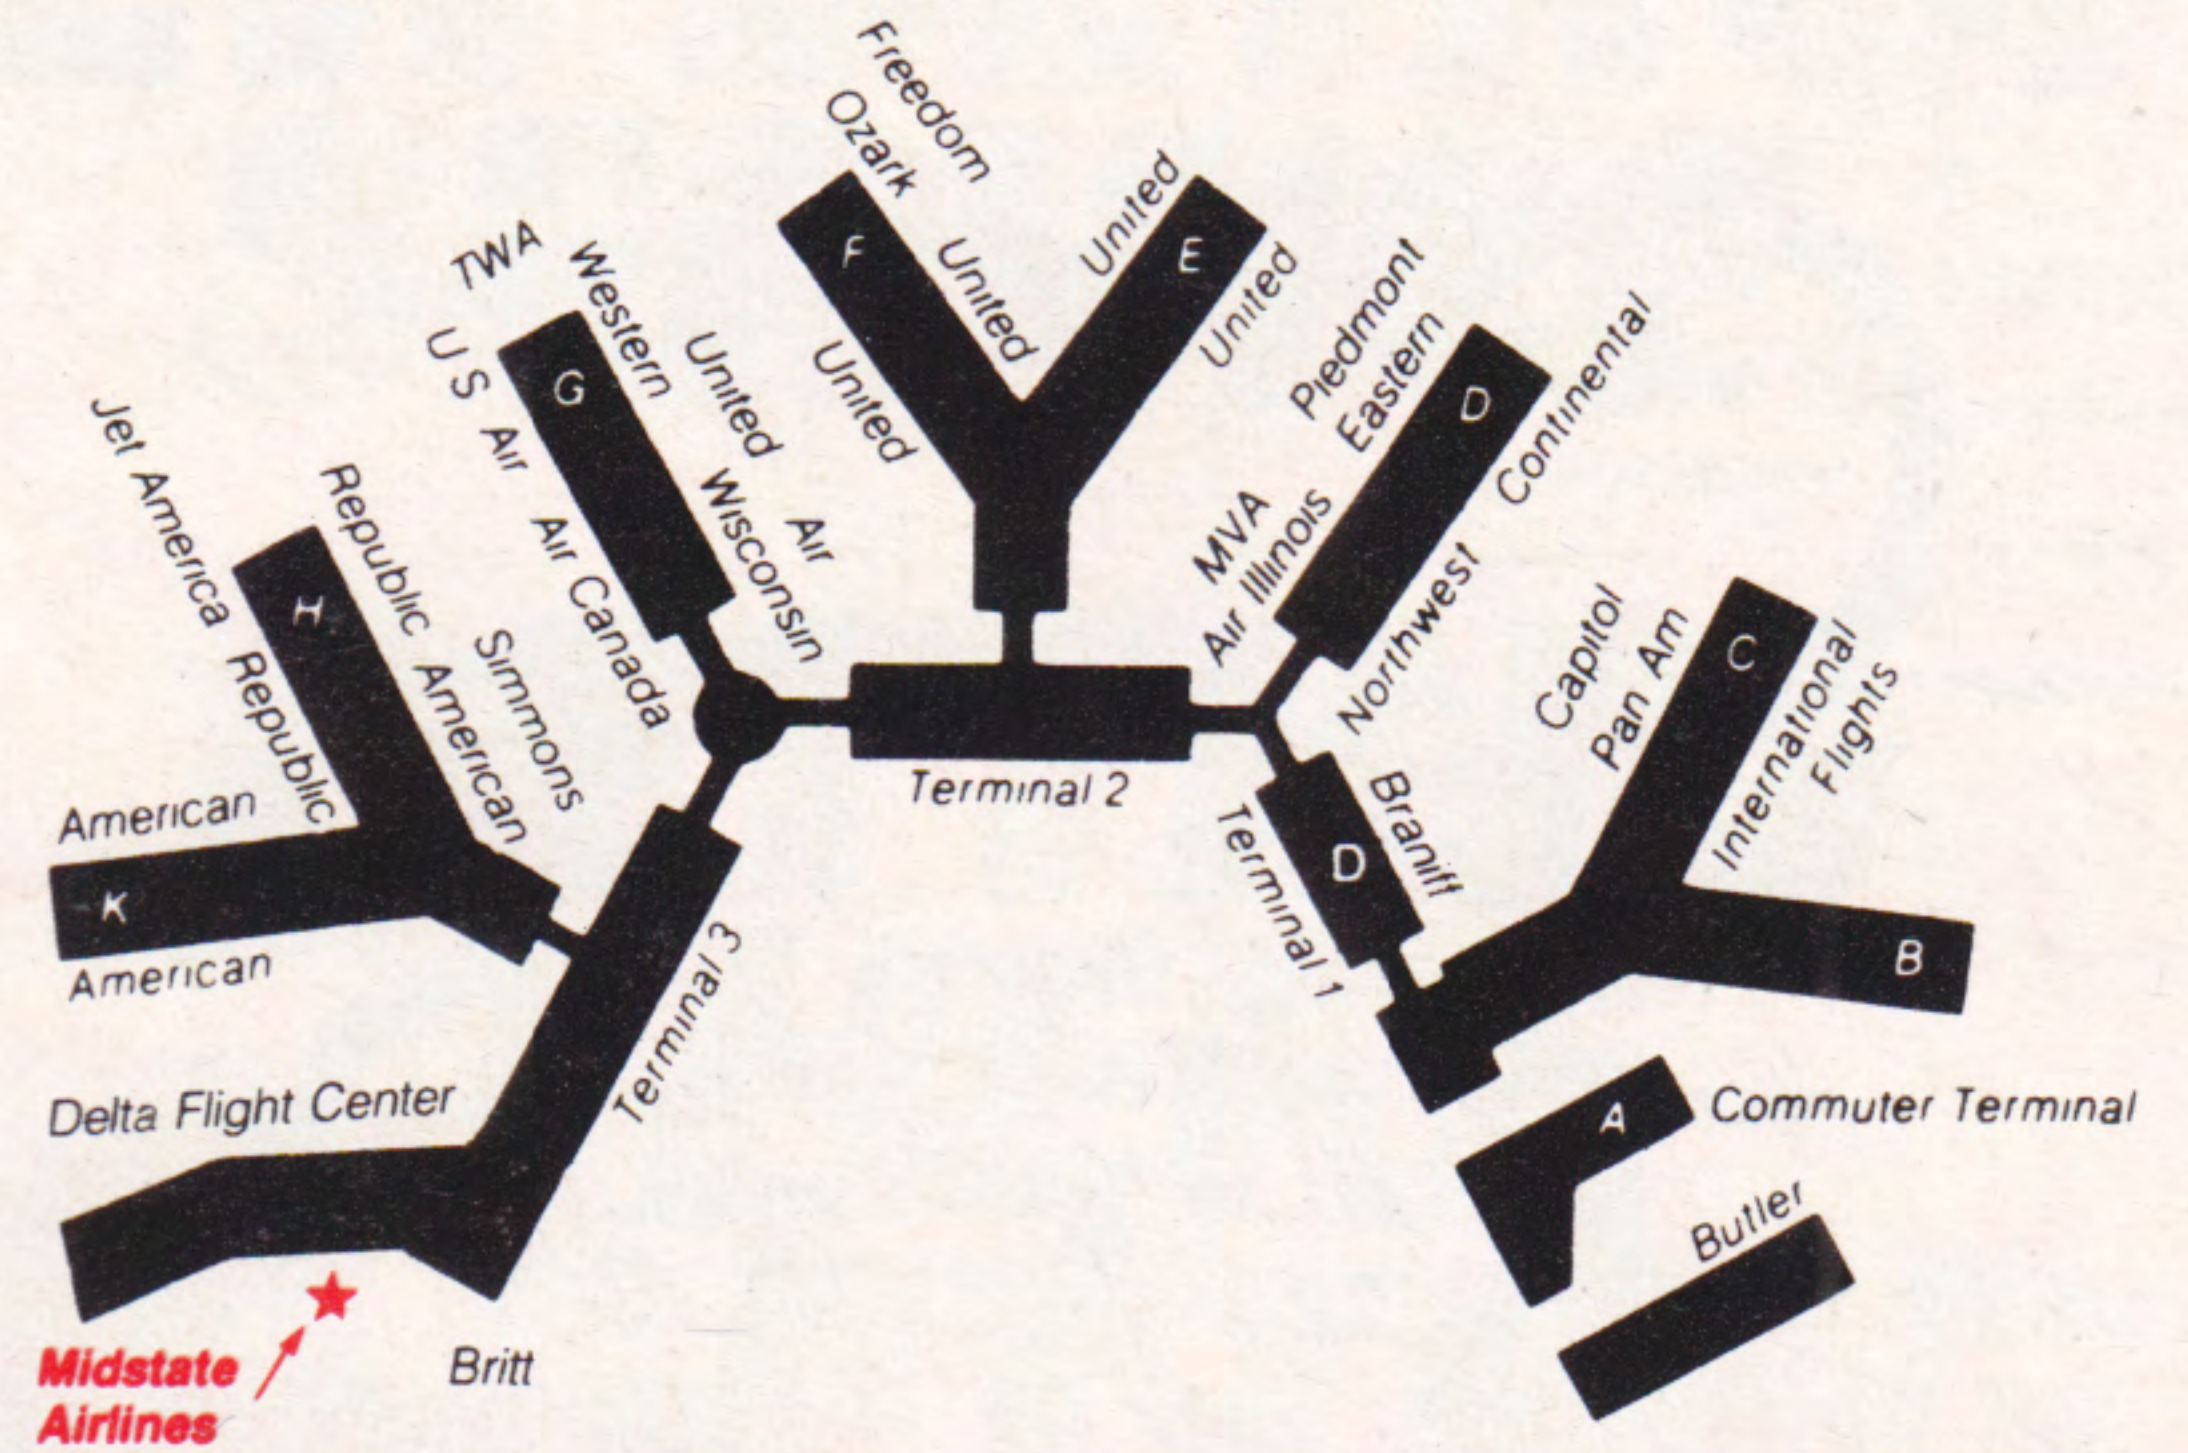 Freedom
Ozark
F
United
United
United
E
United
TWA
Western
G
United
Air
Wisconsin
U S Air
Air Canada
Piedmont
Eastern
D
Continental
MVA
Air Illinois
Northwest
Jet America
Republic
H
Republic
American
Simmons
American
K
American
Terminal 2
Terminal 1
D
Braniff
Capitol
Pan Am
C
International
Flights
B
Terminal 3
Delta Flight Center
A
Commuter Terminal
Butler
Midstate
Airlines
Britt